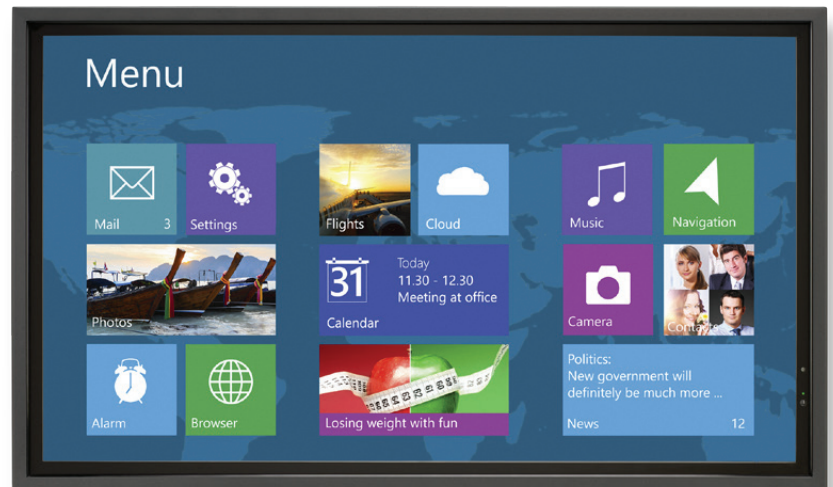 Menu
Mail 3
Settings
Flights
Cloud
Music
Navigation
Photos
31
Today
11.30 - 12.30
Meeting at office
Calendar
Camera
Contacts
Alarm
Browser
Losing weight with fun
Politics:
New government will
definitely be much more ...
News 12